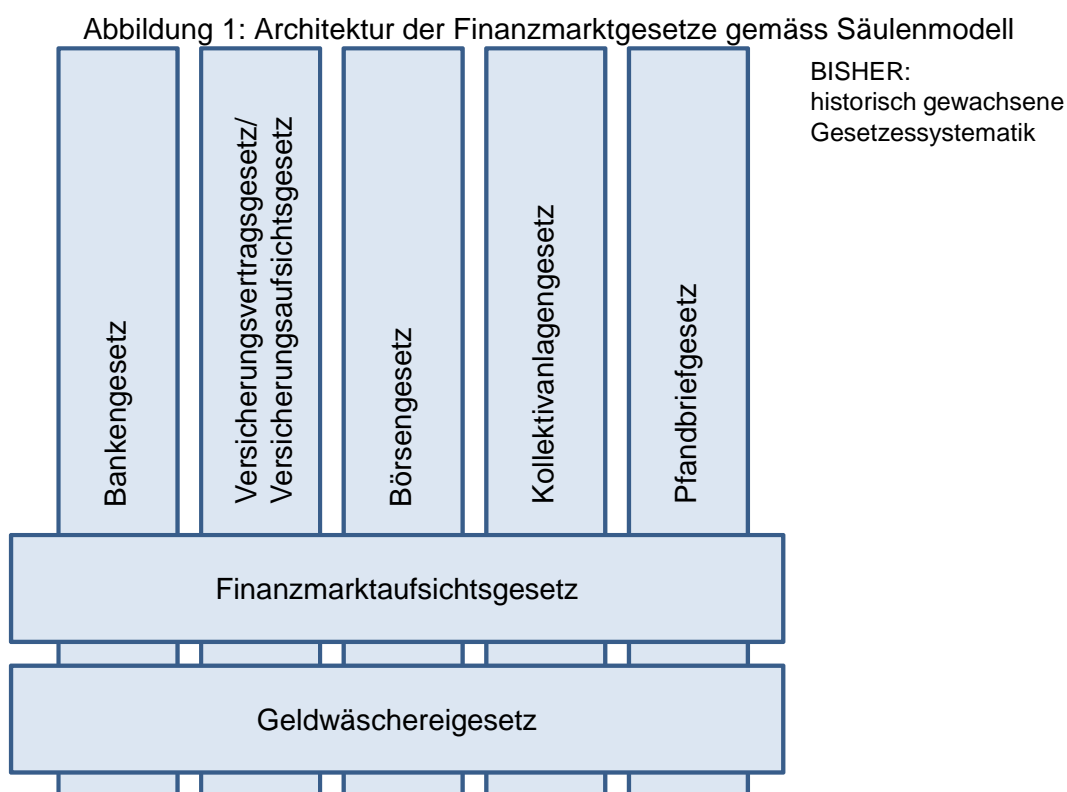 Abbildung 1: Architektur der Finanzmarktgesetze gemäss Säulenmodell
BISHER:
historisch gewachsene
Gesetzessystematik
Bankengesetz
Versicherungsvertragsgesetz/
Versicherungsaufsichtsgesetz
Börsengesetz
Kollektivanlagengesetz
Pfandbriefgesetz
Finanzmarktaufsichtsgesetz
Geldwäschereigesetz